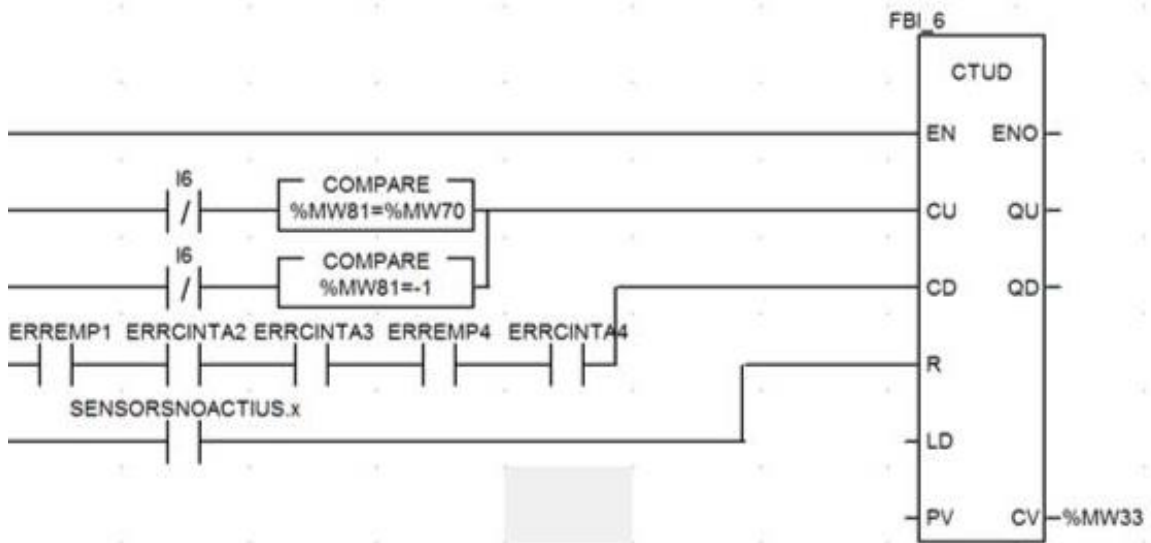 FBI_6
CTUD
EN ENO
I6
COMPARE
%MW81=%MW70
CU QU
I6
COMPARE
%MW81=-1
CD QD
ERREMP1 ERRCINTA2 ERRCINTA3 ERREMP4 ERRCINTA4
R
SENSORSNOACTIUS.x
LD
PV CV %MW33